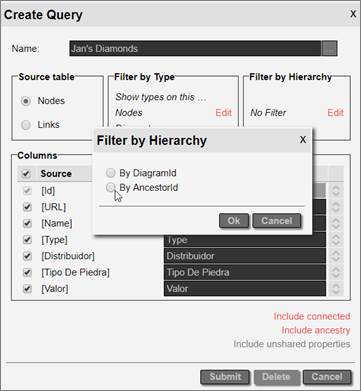 Create Query X
Name: Jan's Diamonds ...
Source table
Nodes
Links
Filter by Type
Show types on this ...
Nodes Edit
Filter by Hierarchy
No Filter Edit
Filter by Hierarchy X
By DiagramId
By AncestorId
Ok Cancel
Columns
Source
[Id]
[URL]
[Name]
[Type] Type
[Distribuidor] Distribuidor
[Tipo De Piedra] Tipo De Piedra
[Valor] Valor
Include connected
Include ancestry
Include unshared properties
Submit Delete Cancel